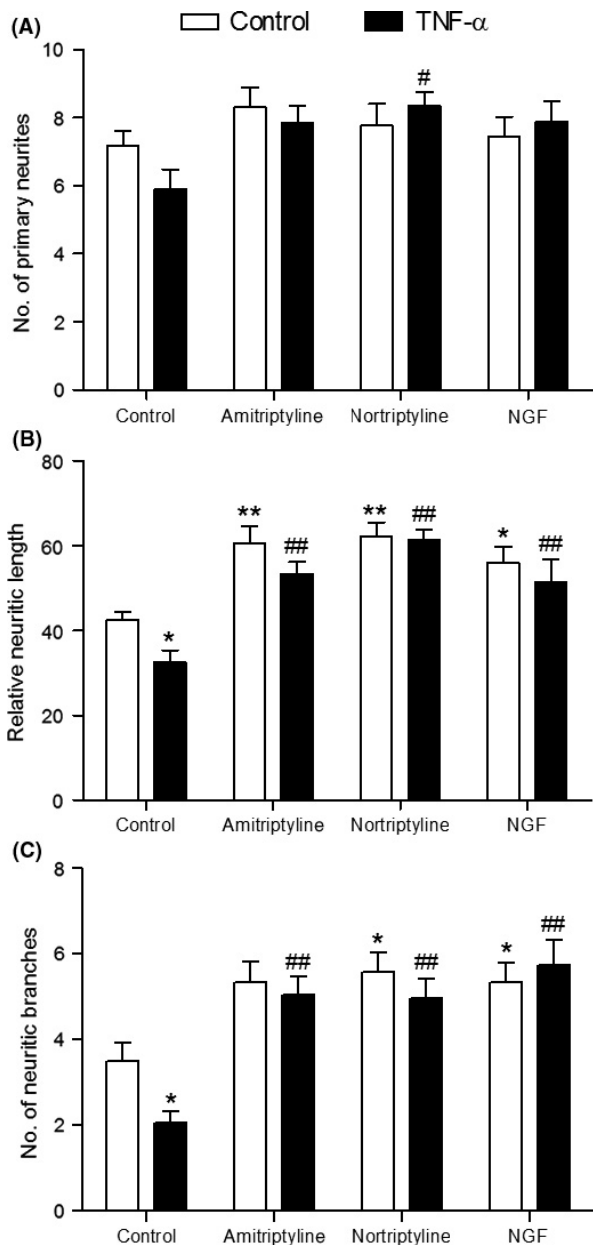 (A)
Control TNF-α
No. of primary neurites
10
8
6
4
2
0
#
Control Amitriptyline Nortriptyline NGF
(B)
Relative neuritic length
80
60
40
20
0
* ** ## ** ## * ##
Control Amitriptyline Nortriptyline NGF
(C)
No. of neuritic branches
8
6
4
2
0
* ## * ## * ##
Control Amitriptyline Nortriptyline NGF